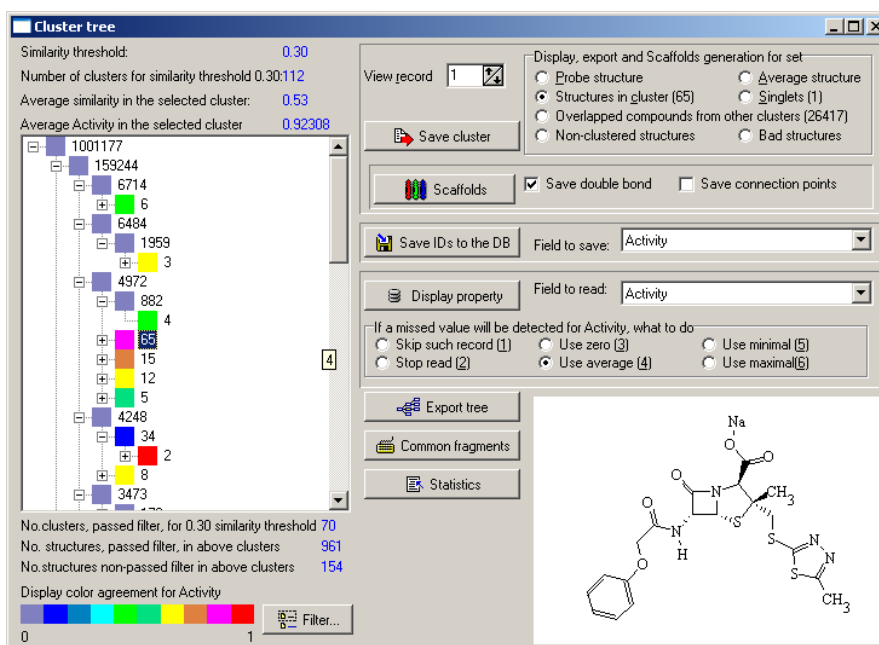 Cluster tree
Similarity threshold: 0.30
Number of clusters for similarity threshold 0.30:112
Average similarity in the selected cluster: 0.53
Average Activity in the selected cluster 0.92308
1001177
159244
6714
6
6484
1959
3
4972
882
4
65
15
4
12
5
4248
34
2
8
3473
No.clusters, passed filter, for 0.30 similarity threshold 70
No. structures, passed filter, in above clusters 961
No.structures non-passed filter in above clusters 154
Display color agreement for Activity
0 1
Filter...
View record 1
Display, export and Scaffolds generation for set
Probe structure Average structure
Structures in cluster (65) Singlets (1)
Overlapped compounds from other clusters (26417)
Non-clustered structures Bad structures
Save cluster
Scaffolds Save double bond Save connection points
Save IDs to the DB Field to save: Activity
Display property Field to read: Activity
If a missed value will be detected for Activity, what to do
Skip such record (1) Use zero (3) Use minimal (5)
Stop read (2) Use average (4) Use maximal(6)
Export tree
Common fragments
Statistics
Na
O
O
O
N
CH3
O
N
S
H
O
S
N
N
S
CH3